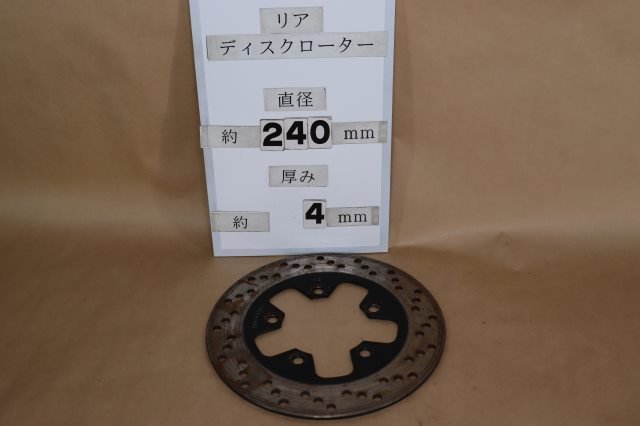 リア
ディスクローター
直径
約 240 mm
厚み
約 4 mm